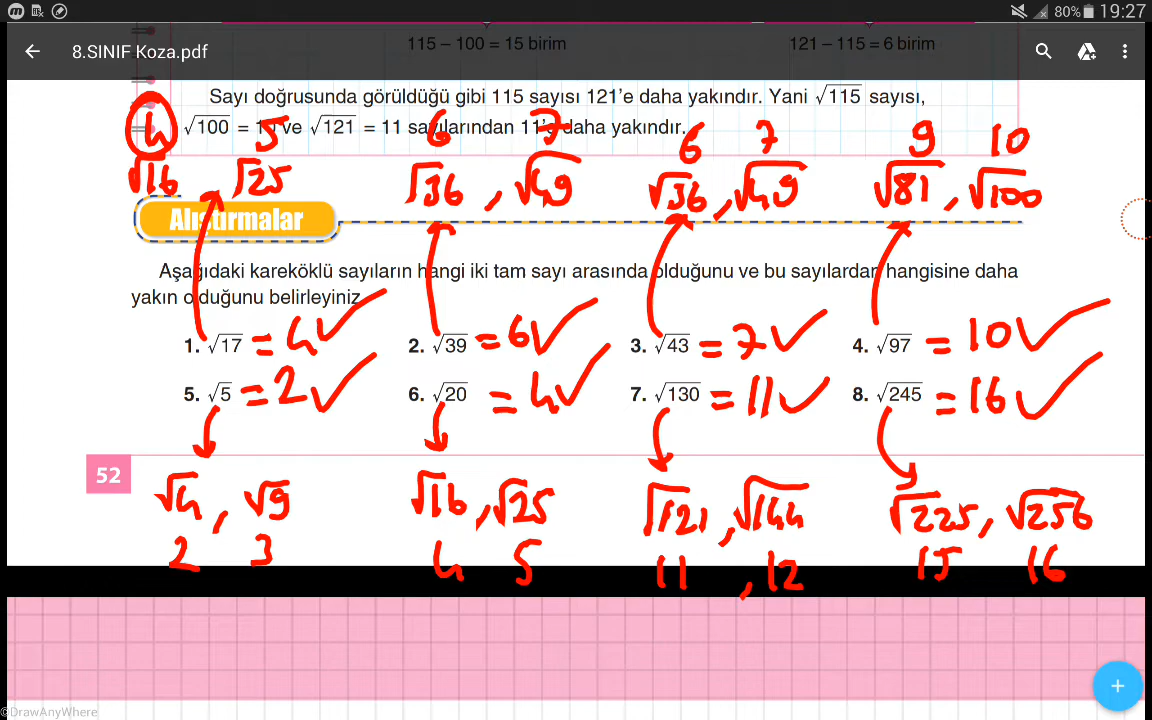 80% 19:27
8.SINIF Koza.pdf
115 – 100 = 15 birim 121 – 115 = 6 birim
Sayı doğrusunda görüldüğü gibi 115 sayısı 121'e daha yakındır. Yani √115 sayısı,
√100 = 10 ve √121 = 11 sayılarından 11'e daha yakındır.
4 5 6 7 6 7 9 10
√16 √25 √36 , √49 √36 , √49 √81 , √100
Alıştırmalar
Aşağıdaki kareköklü sayıların hangi iki tam sayı arasında olduğunu ve bu sayılardan hangisine daha
yakın olduğunu belirleyiniz.
1. √17 = 4 ✓ 2. √39 = 6 ✓ 3. √43 = 7 ✓ 4. √97 = 10 ✓
5. √5 = 2 ✓ 6. √20 = 4 ✓ 7. √130 = 11 ✓ 8. √245 = 16 ✓
52
√4 , √9 √16 , √25 √121 , √144 √225 , √256
2 3 4 5 11 , 12 15 16
©DrawAnyWhere